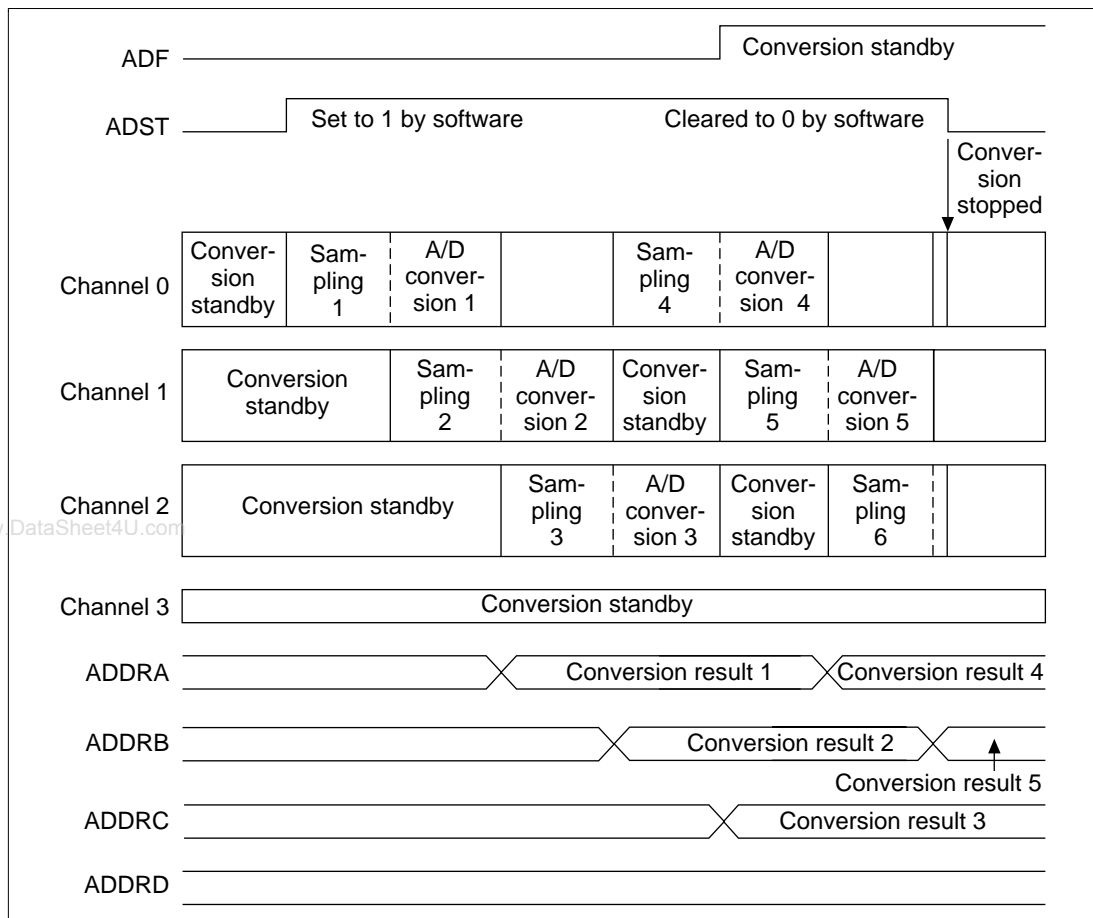 ADF
Conversion standby
ADST
Set to 1 by software
Cleared to 0 by software
Conver-
sion
stopped
Channel 0
Conver-
sion
standby
Sam-
pling
1
A/D
conver-
sion 1
Sam-
pling
4
A/D
conver-
sion 4
Channel 1
Conversion
standby
Sam-
pling
2
A/D
conver-
sion 2
Conver-
sion
standby
Sam-
pling
5
A/D
conver-
sion 5
Channel 2
Conversion standby
Sam-
pling
3
A/D
conver-
sion 3
Conver-
sion
standby
Sam-
pling
6
.DataSheet4U.com
Channel 3
Conversion standby
ADDRA
Conversion result 1
Conversion result 4
ADDRB
Conversion result 2
Conversion result 5
ADDRC
Conversion result 3
ADDRD